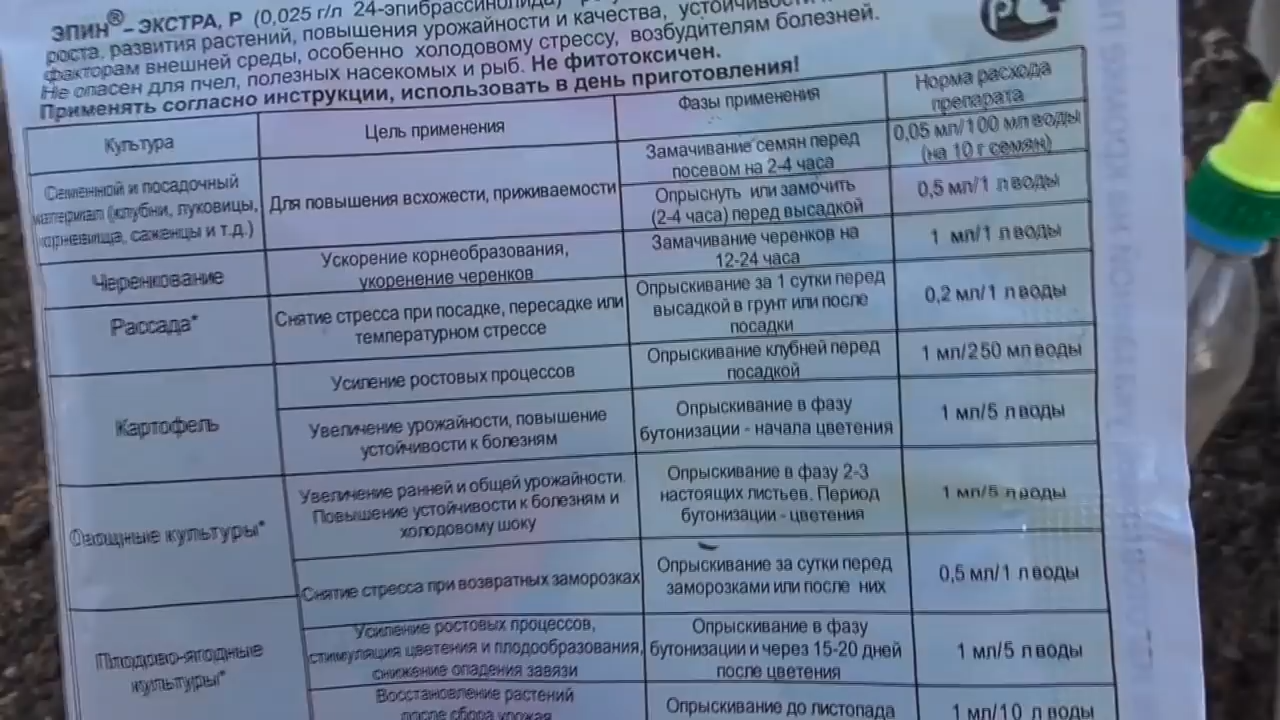 ЭПИН® – ЭКСТРА, Р (0,025 г/л 24-эпибрассинолида)
роста, развития растений, повышения урожайности и качества, устойчивости
факторам внешней среды, особенно холодовому стрессу, возбудителям болезней.
Не опасен для пчел, полезных насекомых и рыб. Не фитотоксичен.
Применять согласно инструкции, использовать в день приготовления!
Культура
Цель применения
Фазы применения
Норма расхода
препарата
Семенной и посадочный
материал (клубни, луковицы,
корневища, саженцы и т.д.)
Для повышения всхожести, приживаемости
Замачивание семян перед
посевом на 2-4 часа
0,05 мл/100 мл воды
(на 10 г семян)
Опрыснуть или замочить
(2-4 часа) перед высадкой
0,5 мл/1 л воды
Черенкование
Ускорение корнеобразования,
укоренение черенков
Замачивание черенков на
12-24 часа
1 мл/1 л воды
Рассада*
Снятие стресса при посадке, пересадке или
температурном стрессе
Опрыскивание за 1 сутки перед
высадкой в грунт или после
посадки
0,2 мл/1 л воды
Картофель
Усиление ростовых процессов
Опрыскивание клубней перед
посадкой
1 мл/250 мл воды
Увеличение урожайности, повышение
устойчивости к болезням
Опрыскивание в фазу
бутонизации - начала цветения
1 мл/5 л воды
Овощные культуры*
Увеличение ранней и общей урожайности.
Повышение устойчивости к болезням и
холодовому шоку
Опрыскивание в фазу 2-3
настоящих листьев. Период
бутонизации - цветения
1 мл/5 л воды
Снятие стресса при возвратных заморозках
Опрыскивание за сутки перед
заморозками или после них
0,5 мл/1 л воды
Плодово-ягодные
культуры*
Усиление ростовых процессов,
стимуляция цветения и плодообразования,
снижение опадения завязи
Опрыскивание в фазу
бутонизации и через 15-20 дней
после цветения
1 мл/5 л воды
Восстановление растений
после сбора урожая
Опрыскивание до листопада
1 мл/10 л воды